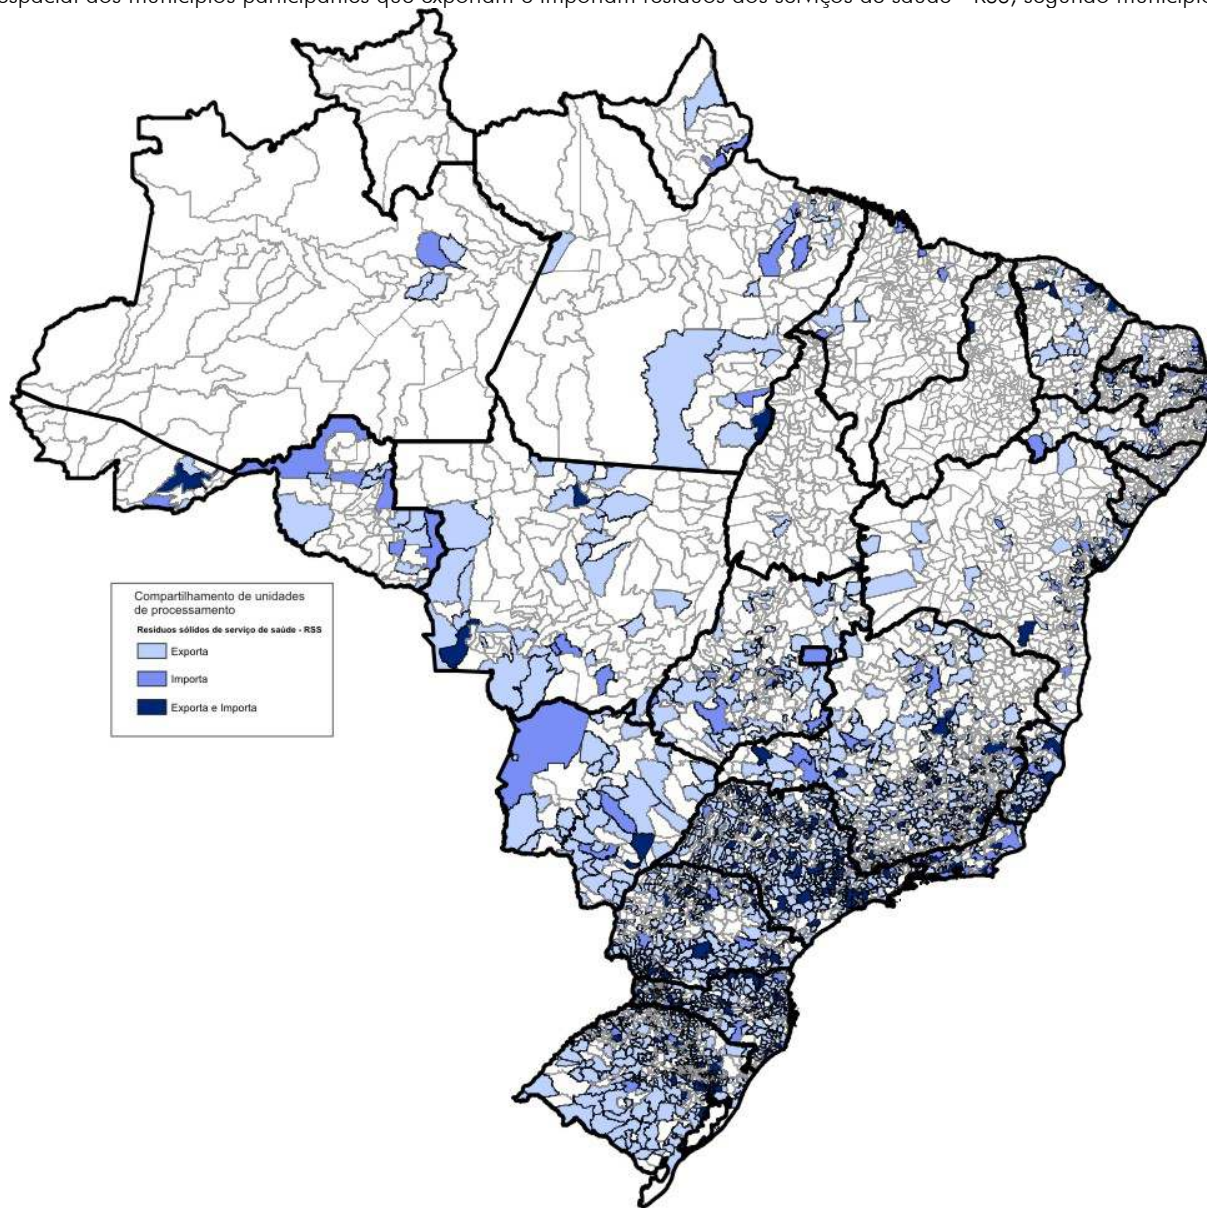 espacial dos municípios participantes que exportam e importam resíduos dos serviços de saúde - RSS, segundo município
Compartilhamento de unidades
de processamento
Resíduos sólidos de serviço de saúde - RSS
Exporta
Importa
Exporta e Importa